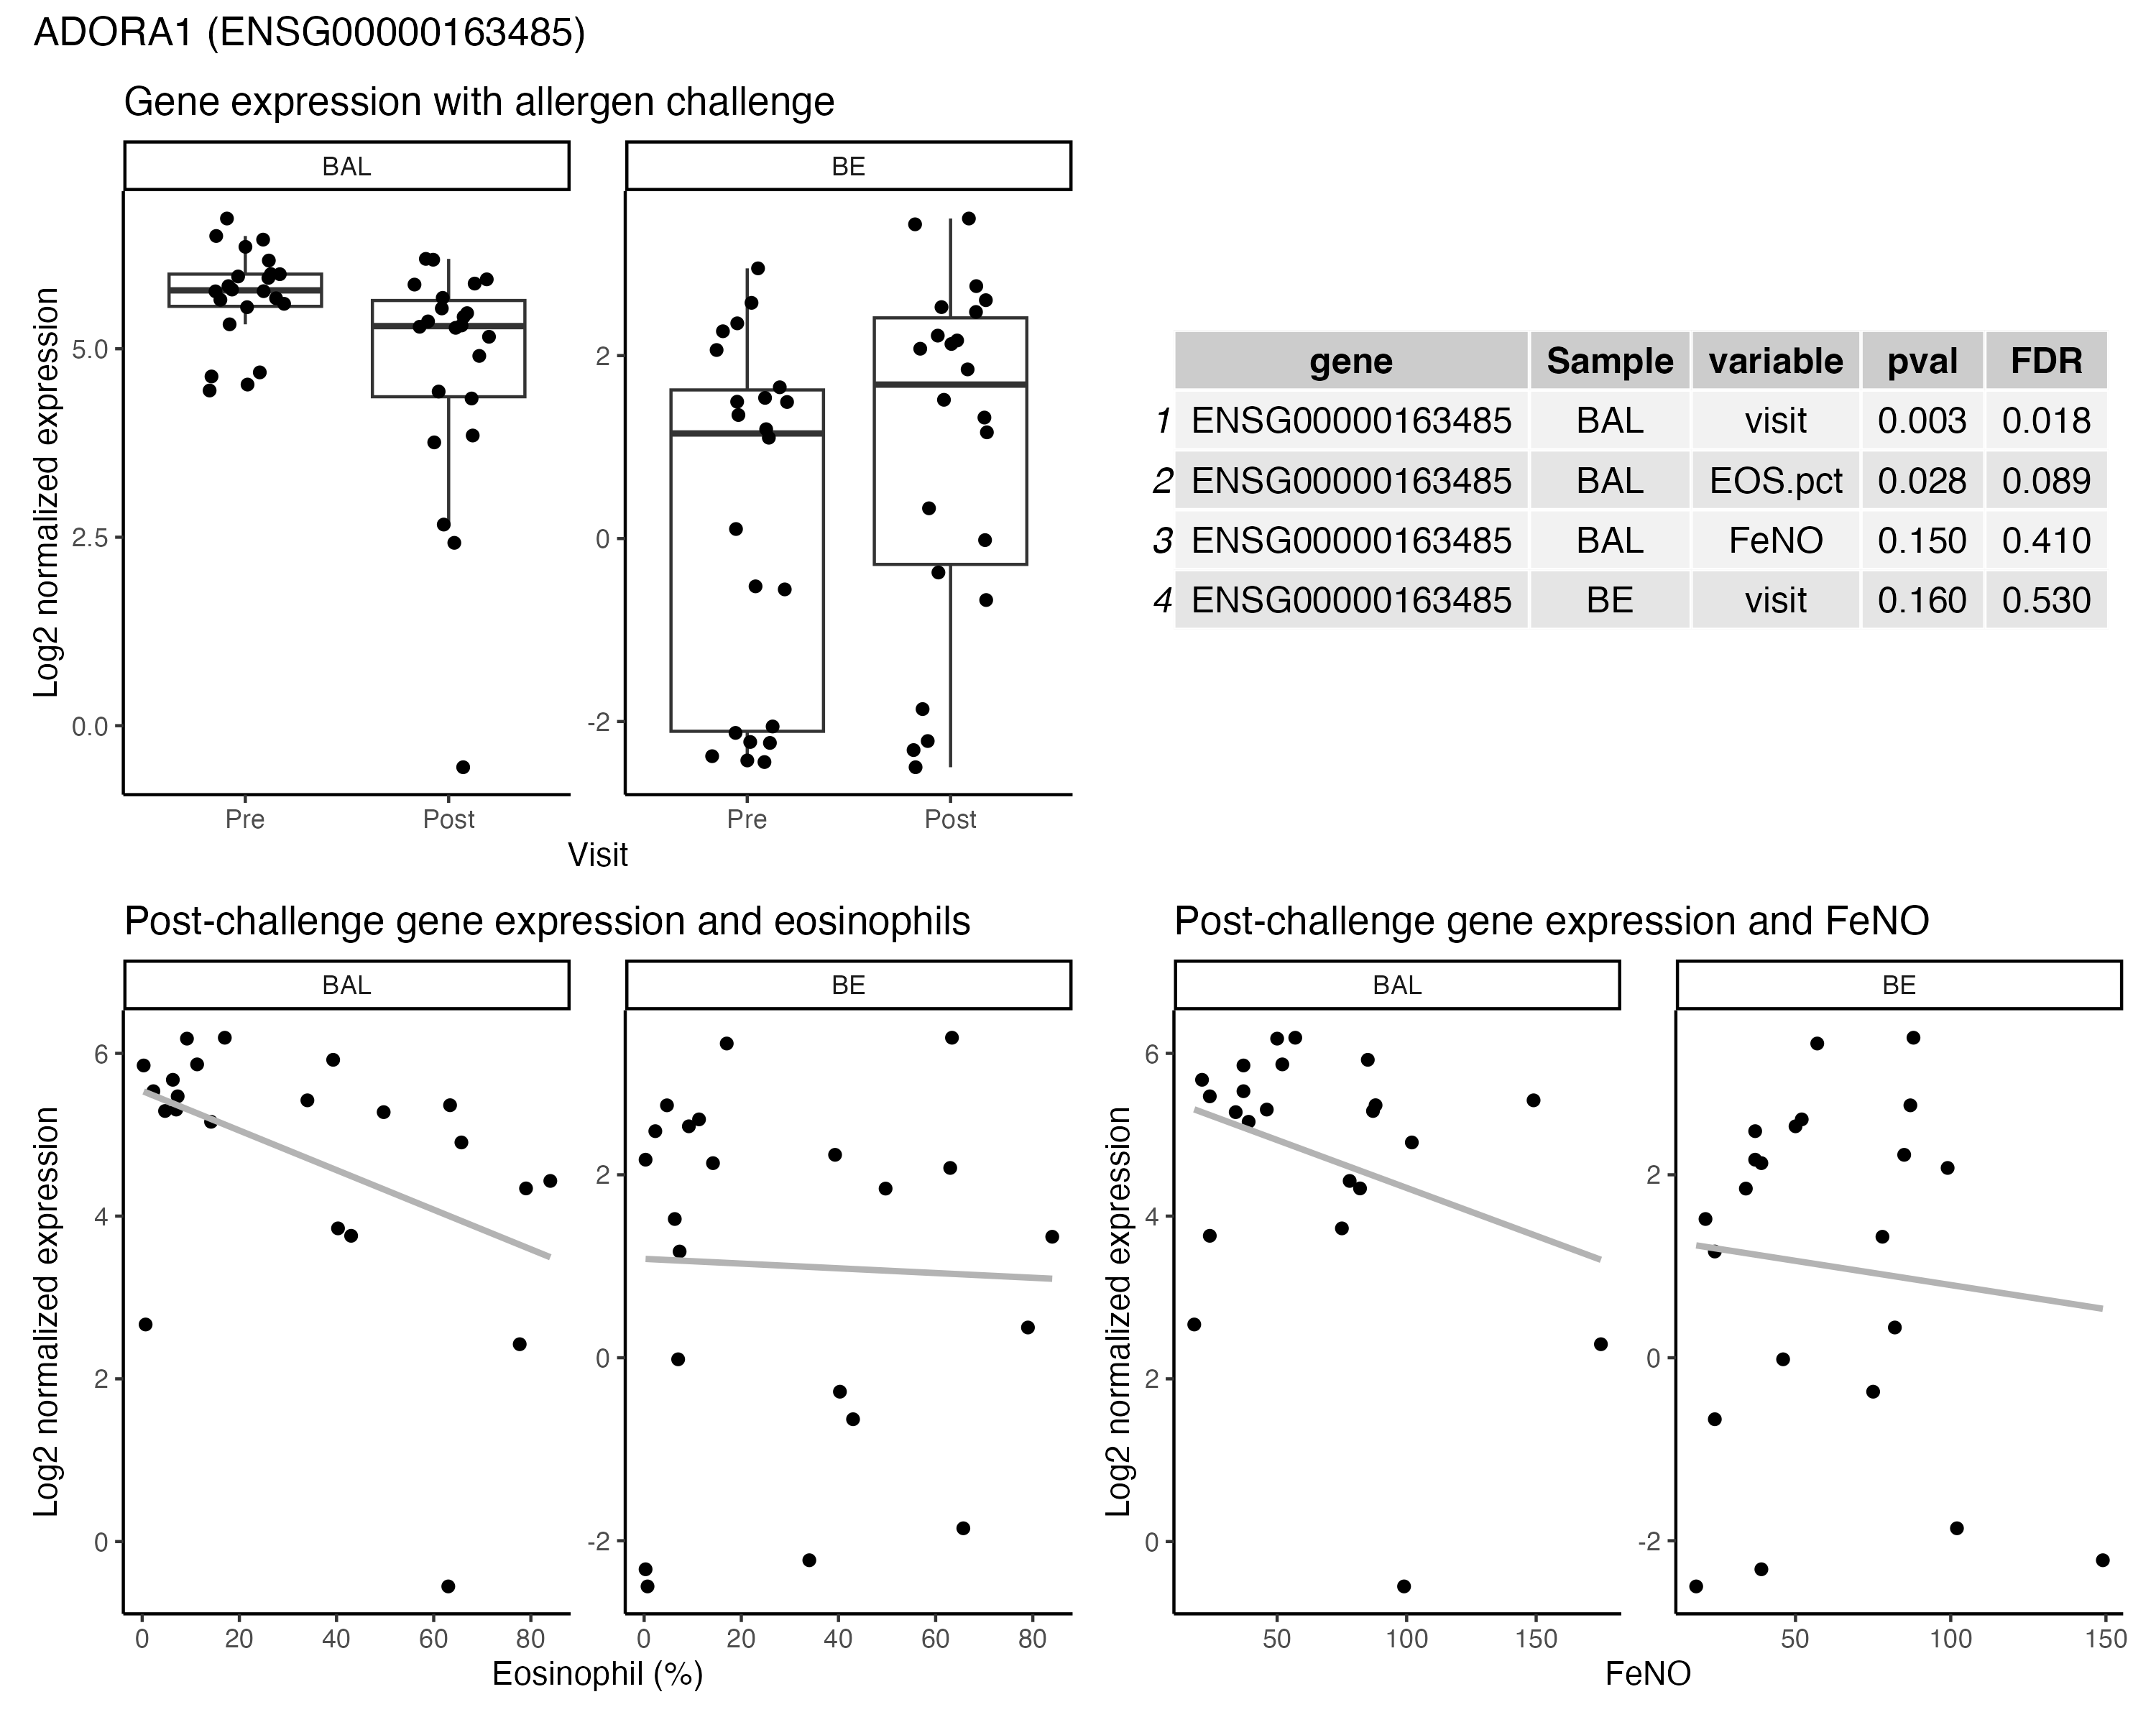 ADORA1 (ENSG00000163485)
Gene expression with allergen challenge
BAL BE
Log2 normalized expression
5.0
2.5
0.0
2
0
-2
Pre Post Pre Post
Visit
gene Sample variable pval FDR
1 ENSG00000163485 BAL visit 0.003 0.018
2 ENSG00000163485 BAL EOS.pct 0.028 0.089
3 ENSG00000163485 BAL FeNO 0.150 0.410
4 ENSG00000163485 BE visit 0.160 0.530
Post-challenge gene expression and eosinophils
BAL BE
Log2 normalized expression
6
4
2
0
2
0
-2
0 20 40 60 80 0 20 40 60 80
Eosinophil (%)
Post-challenge gene expression and FeNO
BAL BE
Log2 normalized expression
6
4
2
0
2
0
-2
50 100 150 50 100 150
FeNO